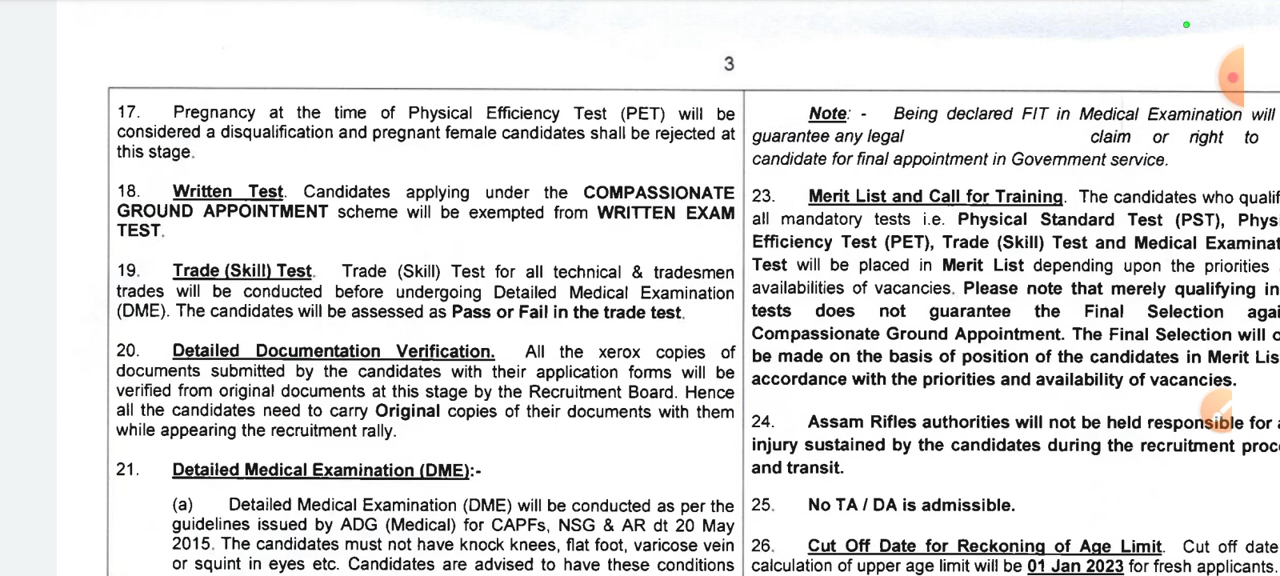 3
17. Pregnancy at the time of Physical Efficiency Test (PET) will be
considered a disqualification and pregnant female candidates shall be rejected at
this stage.
18. Written Test. Candidates applying under the COMPASSIONATE
GROUND APPOINTMENT scheme will be exempted from WRITTEN EXAM
TEST.
19. Trade (Skill) Test. Trade (Skill) Test for all technical & tradesmen
trades will be conducted before undergoing Detailed Medical Examination
(DME). The candidates will be assessed as Pass or Fail in the trade test.
20. Detailed Documentation Verification. All the xerox copies of
documents submitted by the candidates with their application forms will be
verified from original documents at this stage by the Recruitment Board. Hence
all the candidates need to carry Original copies of their documents with them
while appearing the recruitment rally.
21. Detailed Medical Examination (DME):-
(a) Detailed Medical Examination (DME) will be conducted as per the
guidelines issued by ADG (Medical) for CAPFs, NSG & AR dt 20 May
2015. The candidates must not have knock knees, flat foot, varicose vein
or squint in eyes etc. Candidates are advised to have these conditions
Note: - Being declared FIT in Medical Examination will
guarantee any legal claim or right to
candidate for final appointment in Government service.
23. Merit List and Call for Training. The candidates who qualif
all mandatory tests i.e. Physical Standard Test (PST), Phys
Efficiency Test (PET), Trade (Skill) Test and Medical Examinat
Test will be placed in Merit List depending upon the priorities
availabilities of vacancies. Please note that merely qualifying in
tests does not guarantee the Final Selection agai
Compassionate Ground Appointment. The Final Selection will
be made on the basis of position of the candidates in Merit Lis
accordance with the priorities and availability of vacancies.
24. Assam Rifles authorities will not be held responsible for
injury sustained by the candidates during the recruitment proc
and transit.
25. No TA / DA is admissible.
26. Cut Off Date for Reckoning of Age Limit. Cut off date
calculation of upper age limit will be 01 Jan 2023 for fresh applicants.